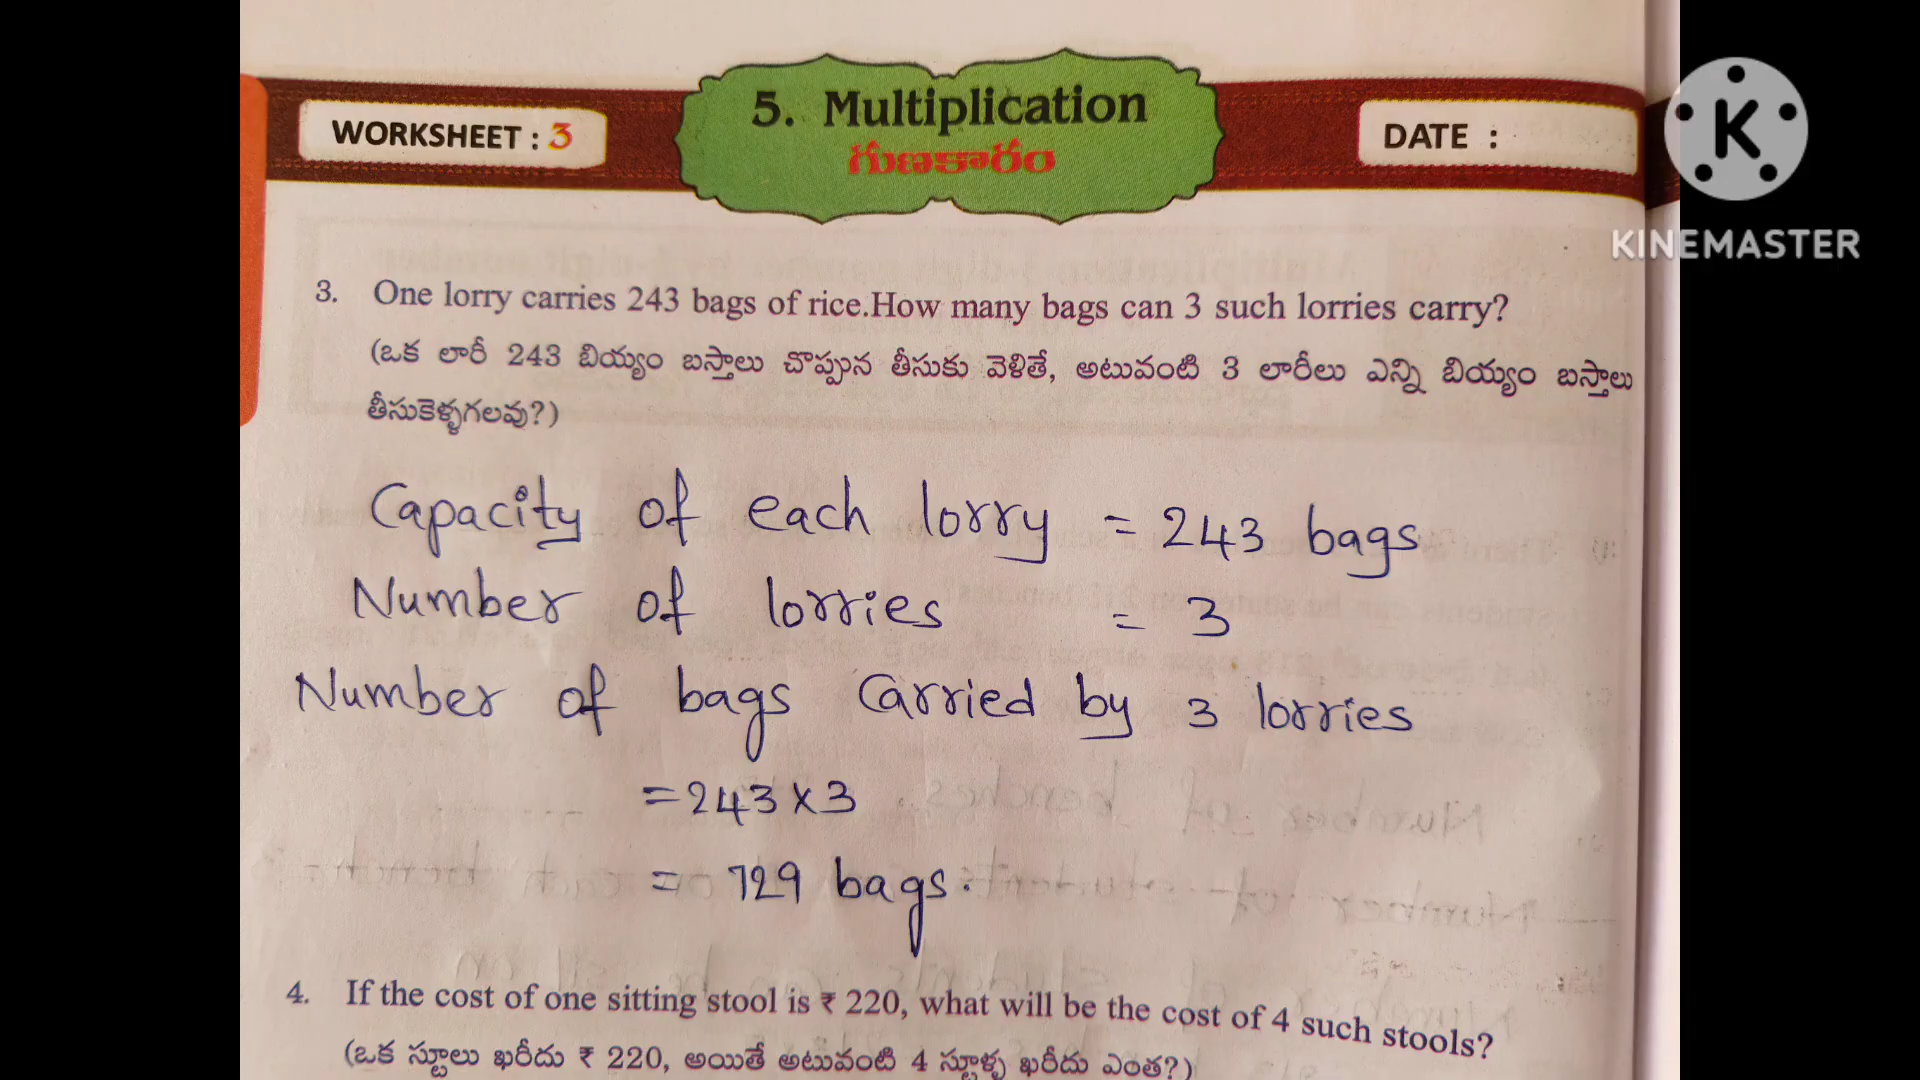 WORKSHEET : 3
5. Multiplication
గుణకారం
DATE :
KINEMASTER
3. One lorry carries 243 bags of rice.How many bags can 3 such lorries carry?
(ఒక లారీ 243 బియ్యం బస్తాలు చొప్పున తీసుకు వెళితే, అటువంటి 3 లారీలు ఎన్ని బియ్యం బస్తాలు
తీసుకెళ్ళగలవు?)
Capacity of each lorry = 243 bags
Number of lorries = 3
Number of bags Carried by 3 lorries
=243×3
= 729 bags.
4. If the cost of one sitting stool is ₹ 220, what will be the cost of 4 such stools?
(ఒక స్టూలు ఖరీదు ₹ 220, అయితే అటువంటి 4 స్టూళ్ళ ఖరీదు ఎంత?)